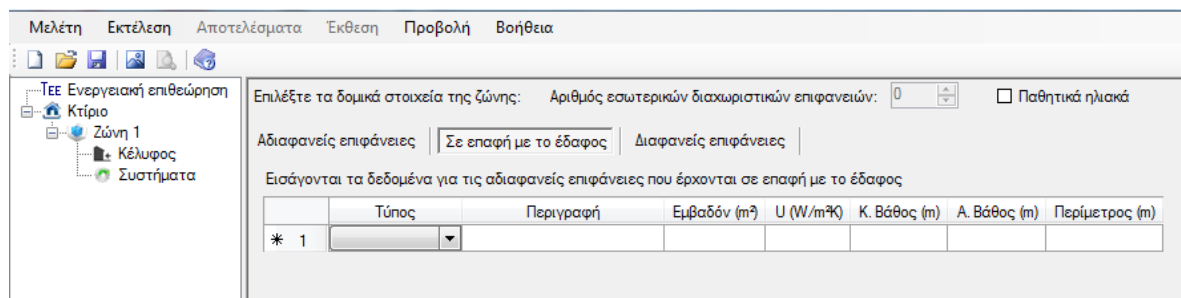 Μελέτη Εκτέλεση Αποτελέσματα Έκθεση Προβολή Βοήθεια
ΤΕΕ Ενεργειακή επιθεώρηση
Κτίριο
Ζώνη 1
Κέλυφος
Συστήματα
Επιλέξτε τα δομικά στοιχεία της ζώνης: Αριθμός εσωτερικών διαχωριστικών επιφανειών: 0 Παθητικά ηλιακά
Αδιαφανείς επιφάνειες Σε επαφή με το έδαφος Διαφανείς επιφάνειες
Εισάγονται τα δεδομένα για τις αδιαφανείς επιφάνειες που έρχονται σε επαφή με το έδαφος
Τύπος Περιγραφή Εμβαδόν (m²) U (W/m²K) Κ. Βάθος (m) Α. Βάθος (m) Περίμετρος (m)
* 1